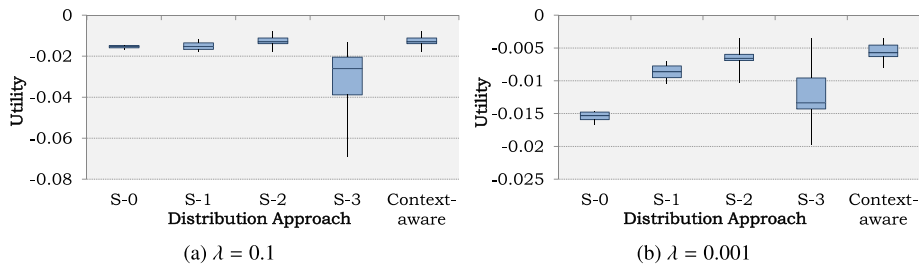 0
-0.02
-0.04
-0.06
-0.08
Utility
S-0 S-1 S-2 S-3 Context-
aware
Distribution Approach
(a) λ = 0.1
0
-0.005
-0.01
-0.015
-0.02
-0.025
Utility
S-0 S-1 S-2 S-3 Context-
aware
Distribution Approach
(b) λ = 0.001